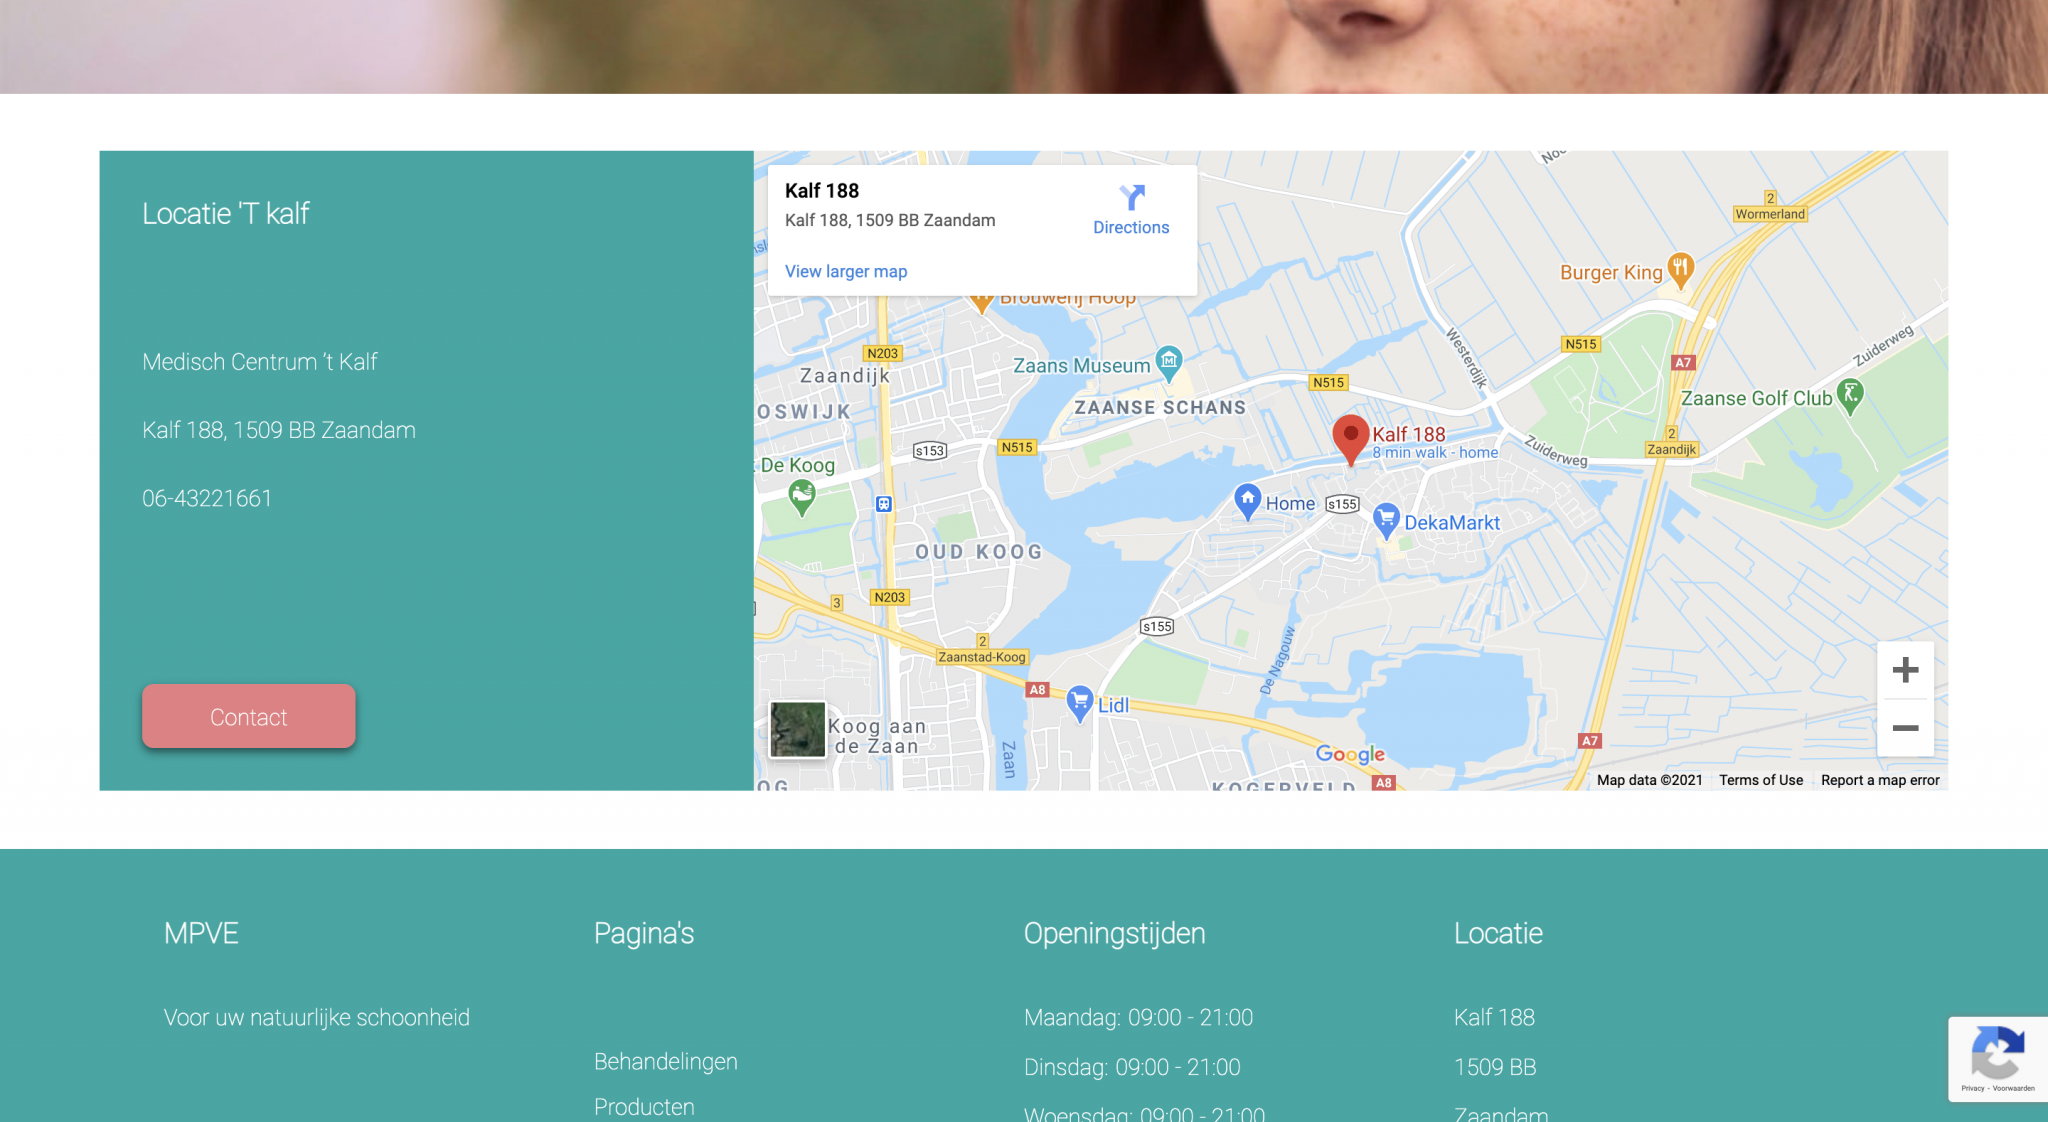 Locatie 'T kalf
Medisch Centrum ‘t Kalf
Kalf 188, 1509 BB Zaandam
06-43221661
Contact
Kalf 188
Kalf 188, 1509 BB Zaandam
Directions
View larger map
Brouwerij Hoop
2
Wormerland
Burger King
N515
A7
Zuiderweg
Westerdijk
N203
Zaandijk
Zaans Museum
N515
ZAANSE SCHANS
Zaanse Golf Club
OSWIJK
s153
N515
Kalf 188
8 min walk - home
Zuiderweg
2
Zaandijk
De Koog
Home
s155
DekaMarkt
OUD KOOG
3
N203
s155
2
Zaanstad-Koog
De Nagouw
A8
Lidl
Koog aan
de Zaan
Zaan
Google
A7
A8
KOGERVELD
OG
Map data ©2021
Terms of Use
Report a map error
MPVE
Voor uw natuurlijke schoonheid
Pagina's
Behandelingen
Producten
Openingstijden
Maandag: 09:00 - 21:00
Dinsdag: 09:00 - 21:00
Woensdag: 09:00 - 21:00
Locatie
Kalf 188
1509 BB
Zaandam
Privacy - Voorwaarden